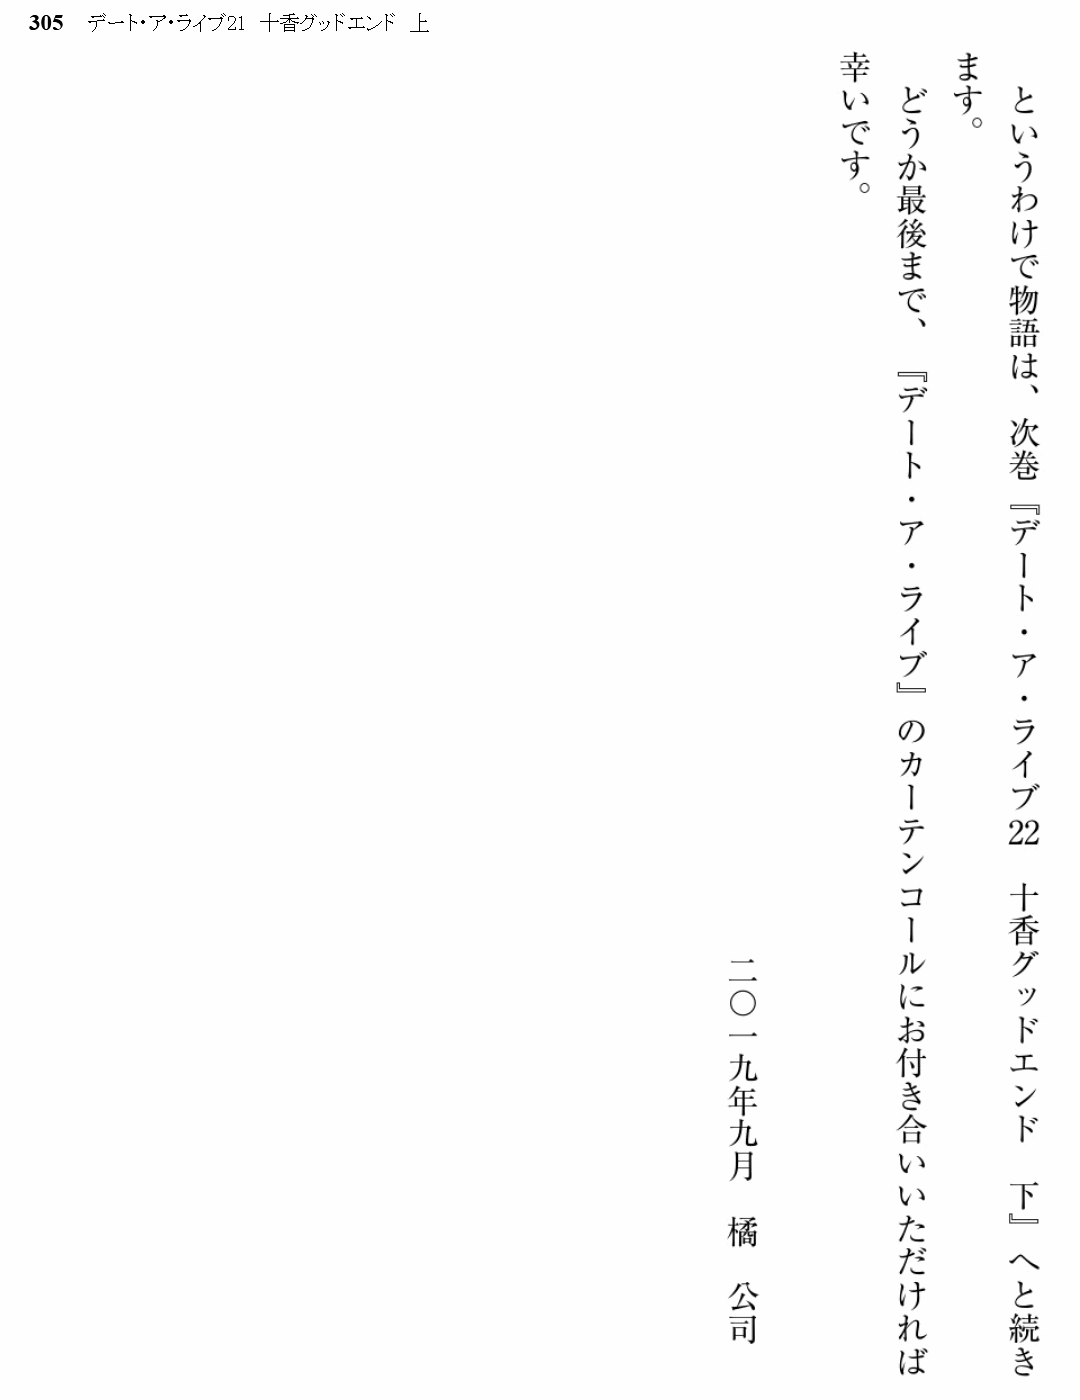 305　デート・ア・ライブ21　十香グッドエンド　上
　というわけで物語は、次巻『デート・ア・ライブ22　十香グッドエンド　下』へと続き
ます。
　どうか最後まで、『デート・ア・ライブ』のカーテンコールにお付き合いいただければ
幸いです。
二〇一九年九月　橘　公司